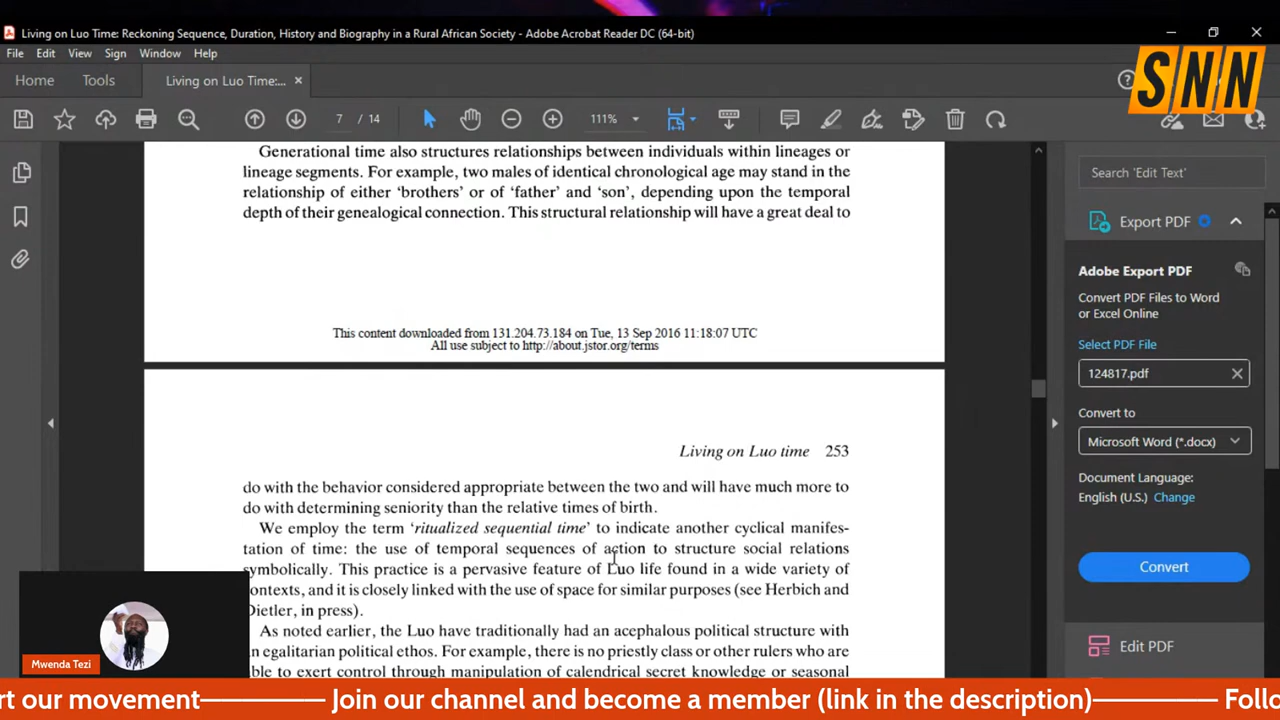 Living on Luo Time: Reckoning Sequence, Duration, History and Biography in a Rural African Society - Adobe Acrobat Reader DC (64-bit)
File Edit View Sign Window Help
Home Tools Living on Luo Time:... ×
SNN
7 / 14 111%
Generational time also structures relationships between individuals within lineages or
lineage segments. For example, two males of identical chronological age may stand in the
relationship of either 'brothers' or of 'father' and 'son', depending upon the temporal
depth of their genealogical connection. This structural relationship will have a great deal to
This content downloaded from 131.204.73.184 on Tue, 13 Sep 2016 11:18:07 UTC
All use subject to http://about.jstor.org/terms
Living on Luo time 253
do with the behavior considered appropriate between the two and will have much more to
do with determining seniority than the relative times of birth.
We employ the term 'ritualized sequential time' to indicate another cyclical manifes-
tation of time: the use of temporal sequences of action to structure social relations
symbolically. This practice is a pervasive feature of Luo life found in a wide variety of
ontexts, and it is closely linked with the use of space for similar purposes (see Herbich and
Dietler, in press).
As noted earlier, the Luo have traditionally had an acephalous political structure with
n egalitarian political ethos. For example, there is no priestly class or other rulers who are
ble to exert control through manipulation of calendrical secret knowledge or seasonal
Search 'Edit Text'
Export PDF
Adobe Export PDF
Convert PDF Files to Word
or Excel Online
Select PDF File
124817.pdf
Convert to
Microsoft Word (*.docx)
Document Language:
English (U.S.) Change
Convert
Edit PDF
Mwenda Tezi
rt our movement——— Join our channel and become a member (link in the description)——— Follo